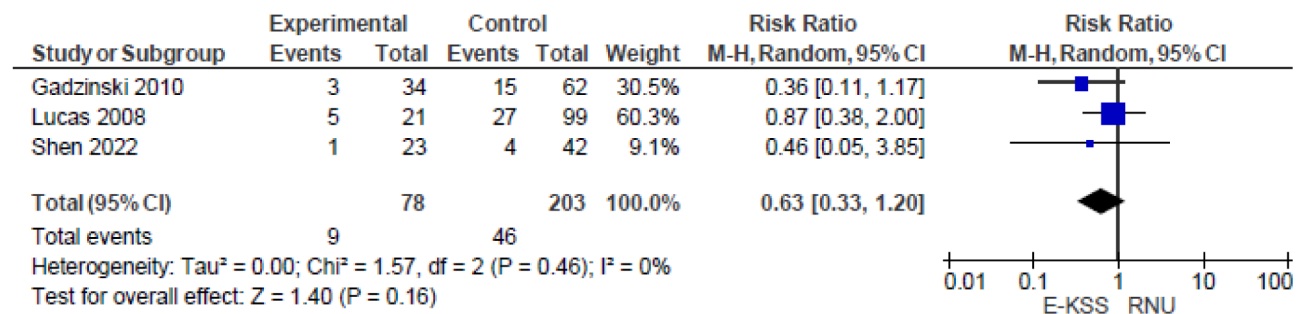 Experimental Control Risk Ratio Risk Ratio
Study or Subgroup Events Total Events Total Weight M-H, Random, 95% CI M-H, Random, 95% CI
Gadzinski 2010 3 34 15 62 30.5% 0.36 [0.11, 1.17]
Lucas 2008 5 21 27 99 60.3% 0.87 [0.38, 2.00]
Shen 2022 1 23 4 42 9.1% 0.46 [0.05, 3.85]
Total (95% CI) 78 203 100.0% 0.63 [0.33, 1.20]
Total events 9 46
Heterogeneity: Tau² = 0.00; Chi² = 1.57, df = 2 (P = 0.46); I² = 0%
Test for overall effect: Z = 1.40 (P = 0.16)
0.01 0.1 1 10 100
E-KSS RNU